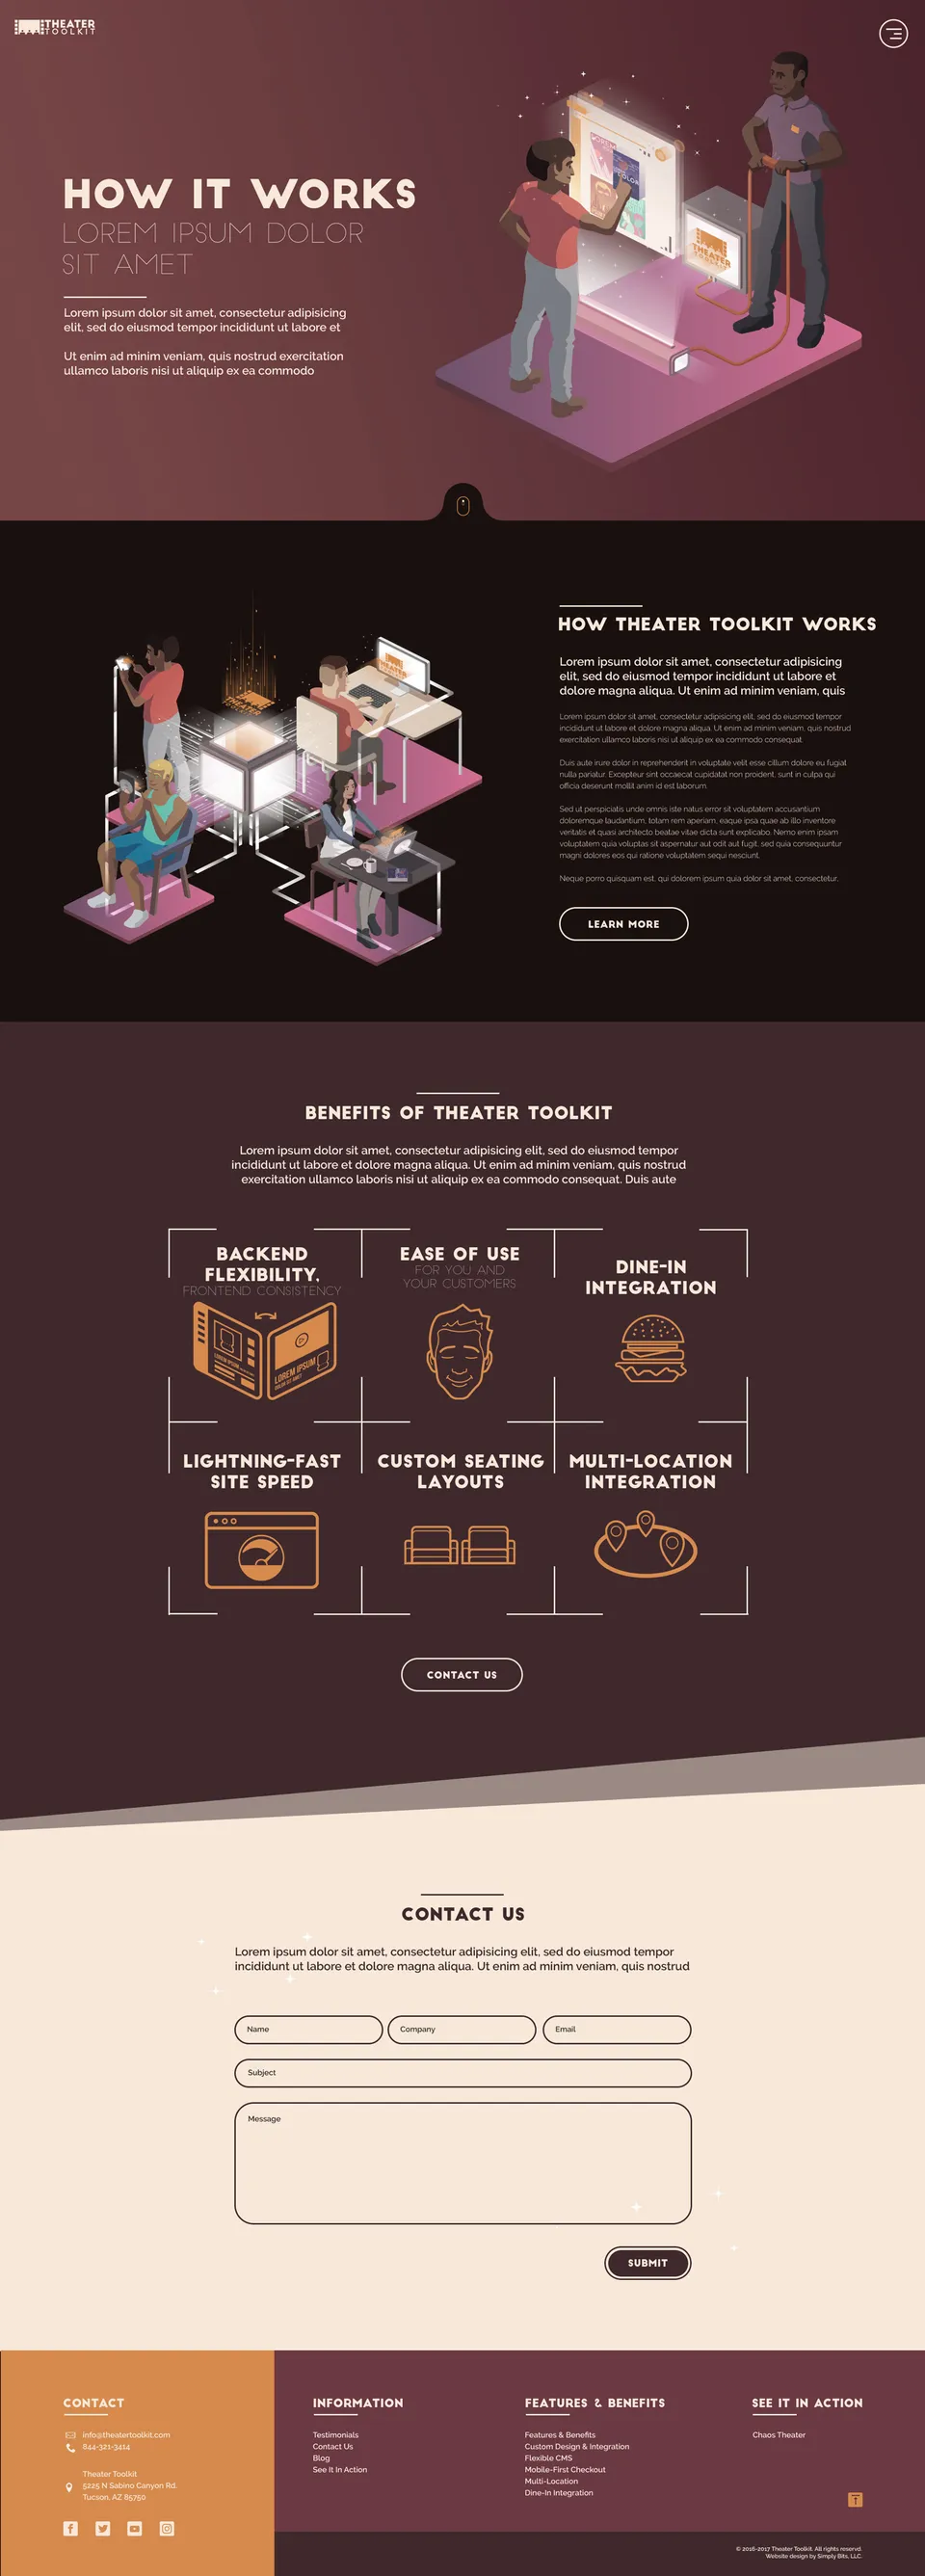 THEATER
TOOLKIT
HOW IT WORKS
LOREM IPSUM DOLOR
SIT AMET
Lorem ipsum dolor sit amet, consectetur adipisicing
elit, sed do eiusmod tempor incididunt ut labore et
Ut enim ad minim veniam, quis nostrud exercitation
ullamco laboris nisi ut aliquip ex ea commodo
THEATER
HOW THEATER TOOLKIT WORKS
Lorem ipsum dolor sit amet, consectetur adipisicing
elit, sed do eiusmod tempor incididunt ut labore et
dolore magna aliqua. Ut enim ad minim veniam, quis
Lorem ipsum dolor sit amet, consectetur adipisicing elit, sed do eiusmod tempor
incididunt ut labore et dolore magna aliqua. Ut enim ad minim veniam, quis nostrud
exercitation ullamco laboris nisi ut aliquip ex ea commodo consequat.
Duis aute irure dolor in reprehenderit in voluptate velit esse cillum dolore eu fugiat
nulla pariatur. Excepteur sint occaecat cupidatat non proident, sunt in culpa qui
officia deserunt mollit anim id est laborum.
Sed ut perspiciatis unde omnis iste natus error sit voluptatem accusantium
doloremque laudantium, totam rem aperiam, eaque ipsa quae ab illo inventore
veritatis et quasi architecto beatae vitae dicta sunt explicabo. Nemo enim ipsam
voluptatem quia voluptas sit aspernatur aut odit aut fugit, sed quia consequuntur
magni dolores eos qui ratione voluptatem sequi nesciunt.
Neque porro quisquam est, qui dolorem ipsum quia dolor sit amet, consectetur,
LEARN MORE
BENEFITS OF THEATER TOOLKIT
Lorem ipsum dolor sit amet, consectetur adipisicing elit, sed do eiusmod tempor
incididunt ut labore et dolore magna aliqua. Ut enim ad minim veniam, quis nostrud
exercitation ullamco laboris nisi ut aliquip ex ea commodo consequat. Duis aute
BACKEND
FLEXIBILITY,
FRONTEND CONSISTENCY
LOREM IPSUM
LOREM IPSUM
DOLOR SIT AMET
EASE OF USE
FOR YOU AND
YOUR CUSTOMERS
DINE-IN
INTEGRATION
LIGHTNING-FAST
SITE SPEED
CUSTOM SEATING
LAYOUTS
MULTI-LOCATION
INTEGRATION
CONTACT US
CONTACT US
Lorem ipsum dolor sit amet, consectetur adipisicing elit, sed do eiusmod tempor
incididunt ut labore et dolore magna aliqua. Ut enim ad minim veniam, quis nostrud
Name
Company
Email
Subject
Message
SUBMIT
CONTACT
info@theatertoolkit.com
844-321-3414
Theater Toolkit
5225 N Sabino Canyon Rd.
Tucson, AZ 85750
INFORMATION
Testimonials
Contact Us
Blog
See It In Action
FEATURES & BENEFITS
Features & Benefits
Custom Design & Integration
Flexible CMS
Mobile-First Checkout
Multi-Location
Dine-In Integration
SEE IT IN ACTION
Chaos Theater
© 2016-2017 Theater Toolkit. All rights reservd.
Website design by Simply Bits, LLC.